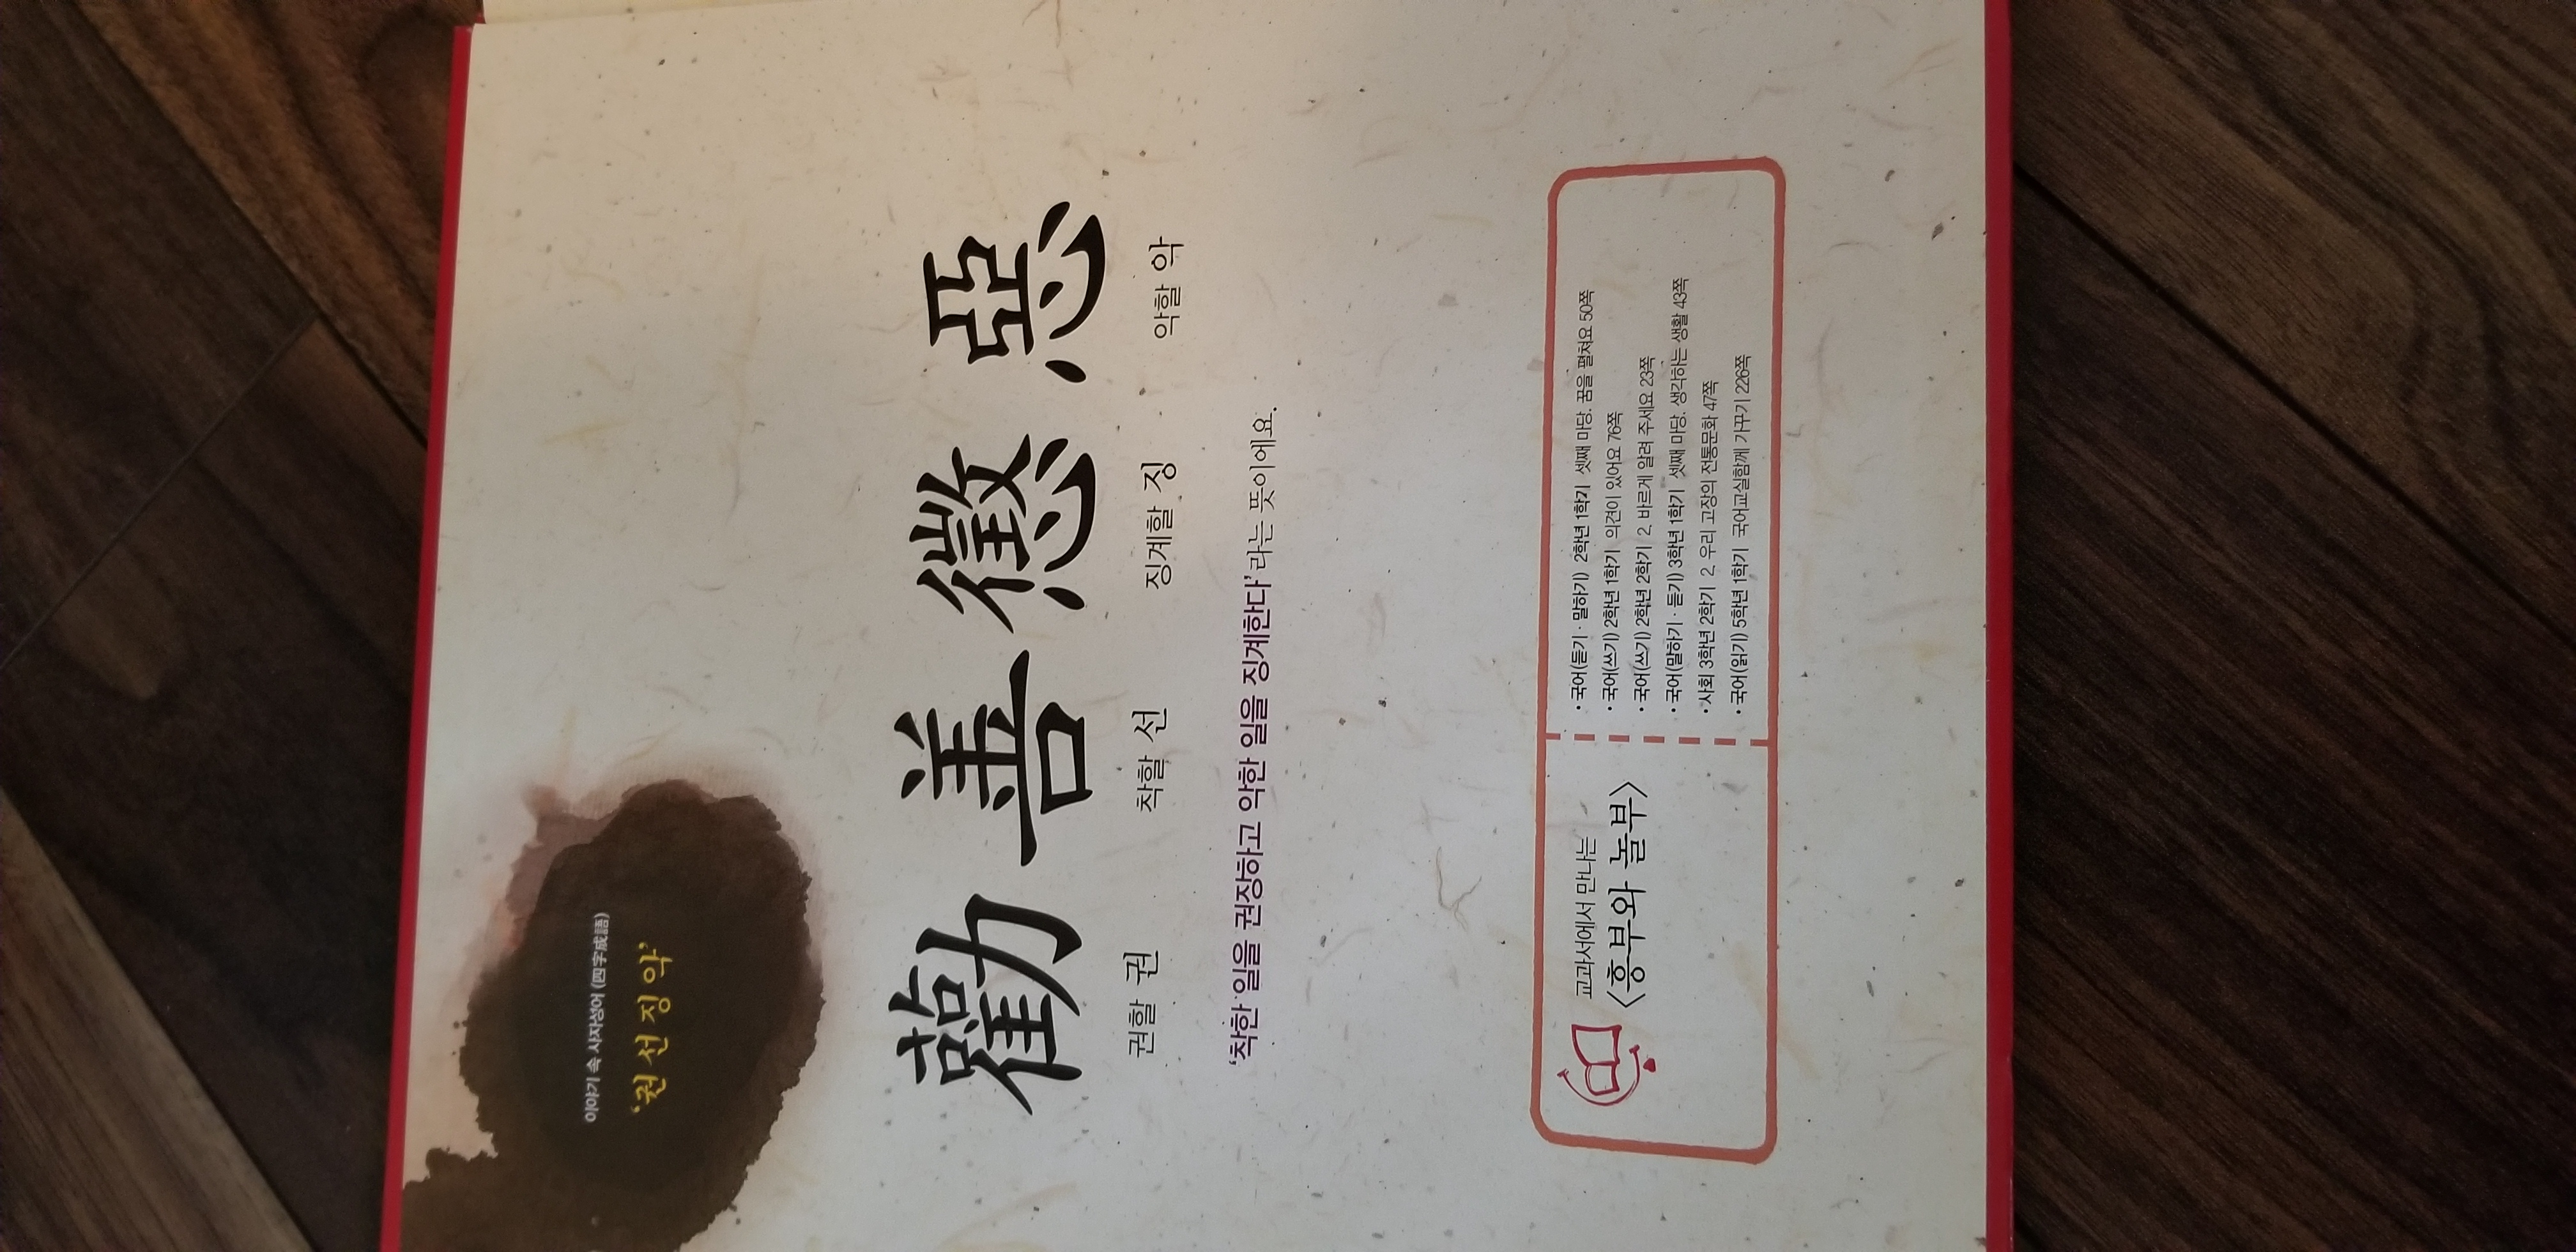 이야기 속 사자성어 (四字成語)
'권선징악'
勸善懲惡
권할 권 착할 선 징계할 징 악할 악
'착한 일을 권장하고 악한 일을 징계한다'라는 뜻이에요.
교과서에서 만나는
〈흥부와 놀부〉
• 국어(듣기 · 말하기) 2학년 1학기 셋째 마당. 꿈을 펼쳐요 50쪽
• 국어(쓰기) 2학년 1학기 의견이 있어요 76쪽
• 국어(쓰기) 2학년 2학기 2. 바르게 알려 주세요 23쪽
• 국어(말하기 · 듣기) 3학년 1학기 셋째 마당. 생각하는 생활 43쪽
• 사회 3학년 2학기 2. 우리 고장의 전통문화 47쪽
• 국어(읽기) 5학년 1학기 국어교실함께 가꾸기 226쪽